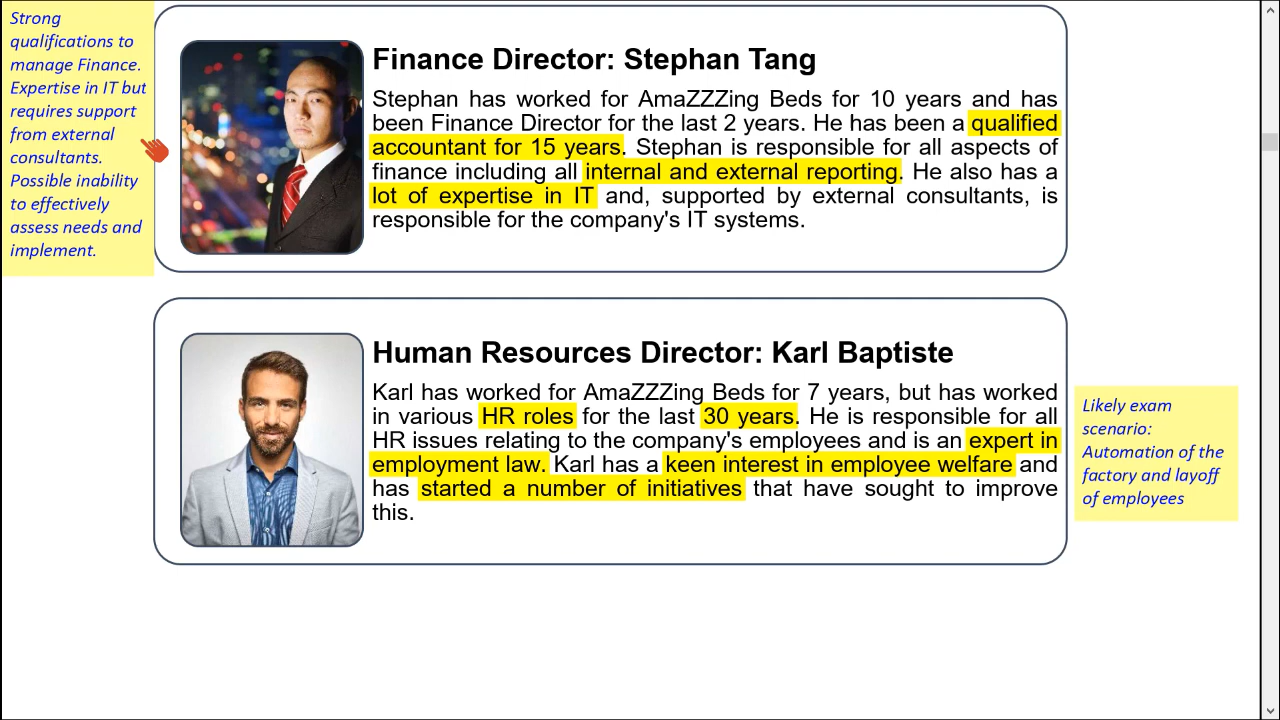 Strong
qualifications to
manage Finance.
Expertise in IT but
requires support
from external
consultants.
Possible inability
to effectively
assess needs and
implement.
Finance Director: Stephan Tang
Stephan has worked for AmaZZZing Beds for 10 years and has
been Finance Director for the last 2 years. He has been a qualified
accountant for 15 years. Stephan is responsible for all aspects of
finance including all internal and external reporting. He also has a
lot of expertise in IT and, supported by external consultants, is
responsible for the company's IT systems.
Human Resources Director: Karl Baptiste
Karl has worked for AmaZZZing Beds for 7 years, but has worked
in various HR roles for the last 30 years. He is responsible for all
HR issues relating to the company's employees and is an expert in
employment law. Karl has a keen interest in employee welfare and
has started a number of initiatives that have sought to improve
this.
Likely exam
scenario:
Automation of the
factory and layoff
of employees